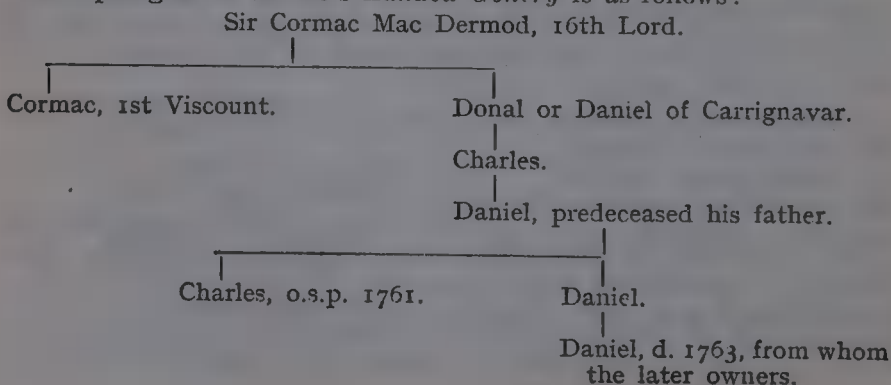 Sir Cormac Mac Dermod, 16th Lord.
Cormac, 1st Viscount.
Donal or Daniel of Carrignavar.
Charles.
Daniel, predeceased his father.
Charles, o.s.p. 1761.
Daniel.
Daniel, d. 1763, from whom
the later owners.